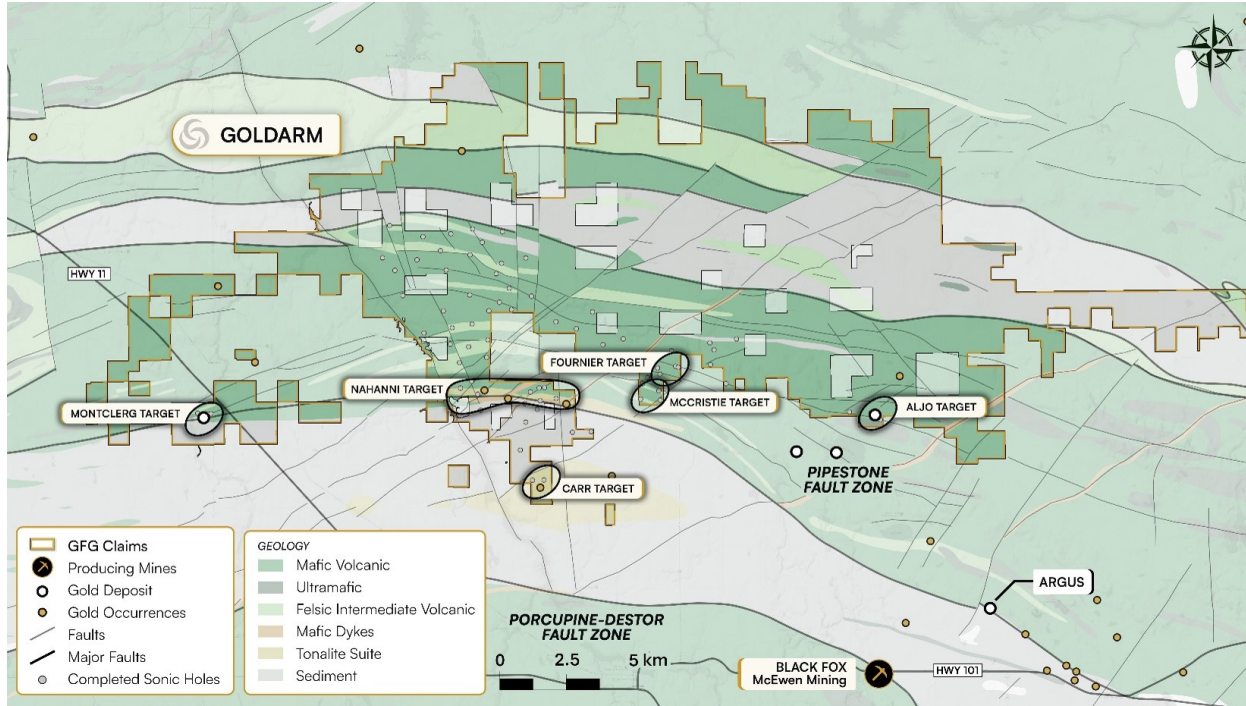 GOLDARM
HWY 11
FOURNIER TARGET
NAHANNI TARGET
MCCRISTIE TARGET
MONTCLERG TARGET
ALJO TARGET
PIPESTONE
FAULT ZONE
CARR TARGET
GFG Claims
Producing Mines
Gold Deposit
Gold Occurrences
Faults
Major Faults
Completed Sonic Holes
GEOLOGY
Mafic Volcanic
Ultramafic
Felsic Intermediate Volcanic
Mafic Dykes
Tonalite Suite
Sediment
ARGUS
PORCUPINE-DESTOR
FAULT ZONE
0 2.5 5 km
BLACK FOX
McEwen Mining
HWY 101